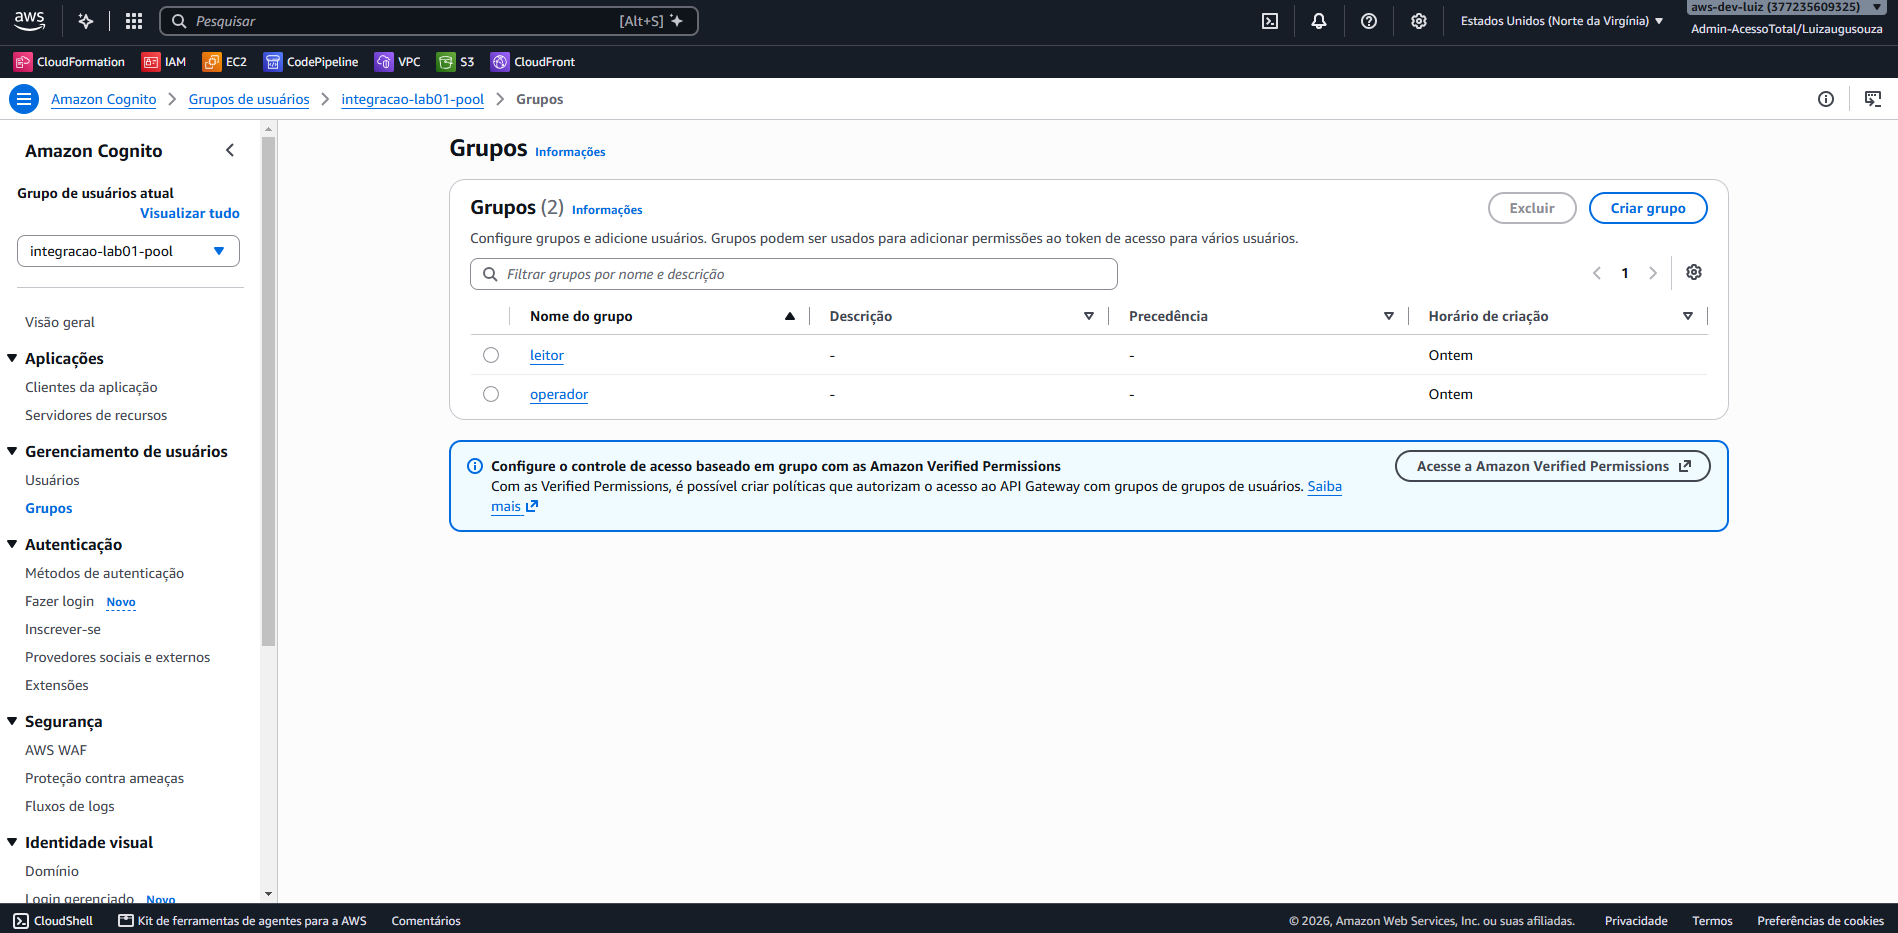 aws
Pesquisar [Alt+S]
Estados Unidos (Norte da Virgínia)
aws-dev-luiz (377235609325)
Admin-AcessoTotal/Luizaugusouza
CloudFormation IAM EC2 CodePipeline VPC S3 CloudFront
Amazon Cognito Grupos de usuários integracao-lab01-pool Grupos
Amazon Cognito
Grupo de usuários atual
Visualizar tudo
integracao-lab01-pool
Visão geral
Aplicações
Clientes da aplicação
Servidores de recursos
Gerenciamento de usuários
Usuários
Grupos
Autenticação
Métodos de autenticação
Fazer login Novo
Inscrever-se
Provedores sociais e externos
Extensões
Segurança
AWS WAF
Proteção contra ameaças
Fluxos de logs
Identidade visual
Domínio
Login gerenciado Novo
Grupos Informações
Grupos (2) Informações
Excluir Criar grupo
Configure grupos e adicione usuários. Grupos podem ser usados para adicionar permissões ao token de acesso para vários usuários.
Filtrar grupos por nome e descrição
1
Nome do grupo Descrição Precedência Horário de criação
leitor - - Ontem
operador - - Ontem
Configure o controle de acesso baseado em grupo com as Amazon Verified Permissions
Com as Verified Permissions, é possível criar políticas que autorizam o acesso ao API Gateway com grupos de grupos de usuários. Saiba
mais
Acesse a Amazon Verified Permissions
CloudShell Kit de ferramentas de agentes para a AWS Comentários
© 2026, Amazon Web Services, Inc. ou suas afiliadas. Privacidade Termos Preferências de cookies